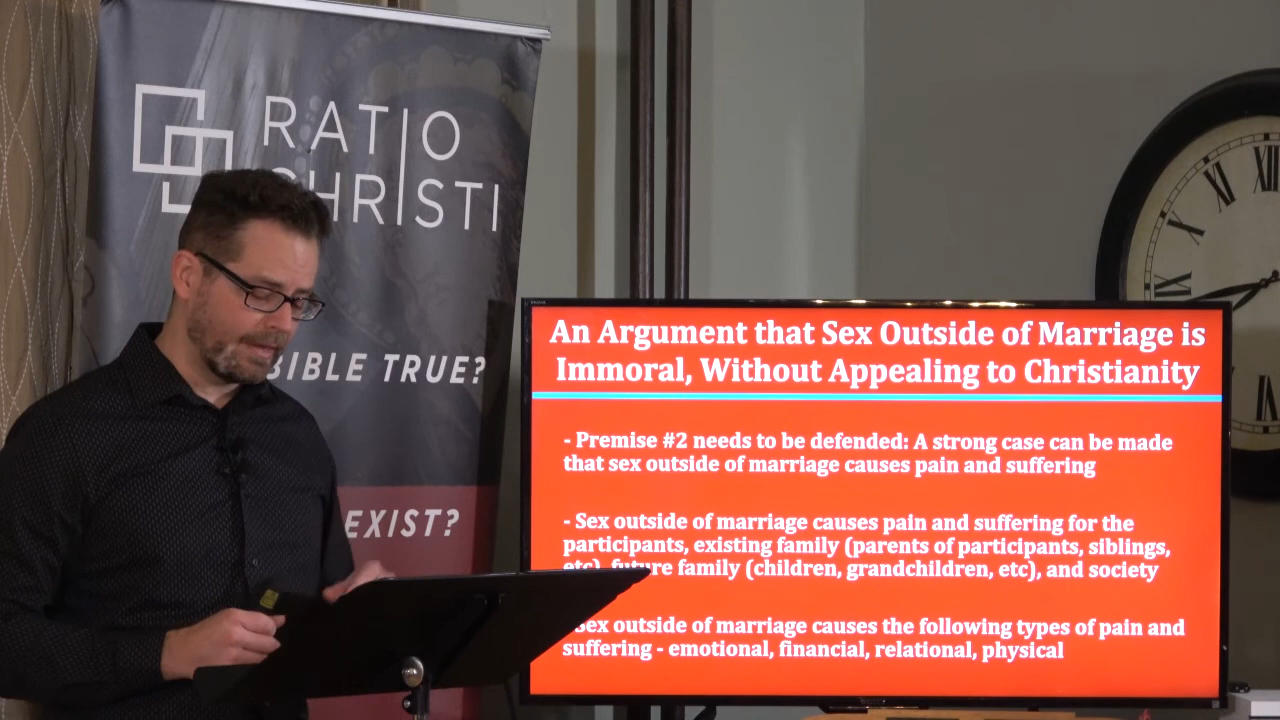 RATIO
CHRISTI
BIBLE TRUE?
EXIST?
An Argument that Sex Outside of Marriage is
Immoral, Without Appealing to Christianity
- Premise #2 needs to be defended: A strong case can be made
that sex outside of marriage causes pain and suffering
- Sex outside of marriage causes pain and suffering for the
participants, existing family (parents of participants, siblings,
etc), future family (children, grandchildren, etc), and society
Sex outside of marriage causes the following types of pain and
suffering - emotional, financial, relational, physical
XII
XI
X
IX